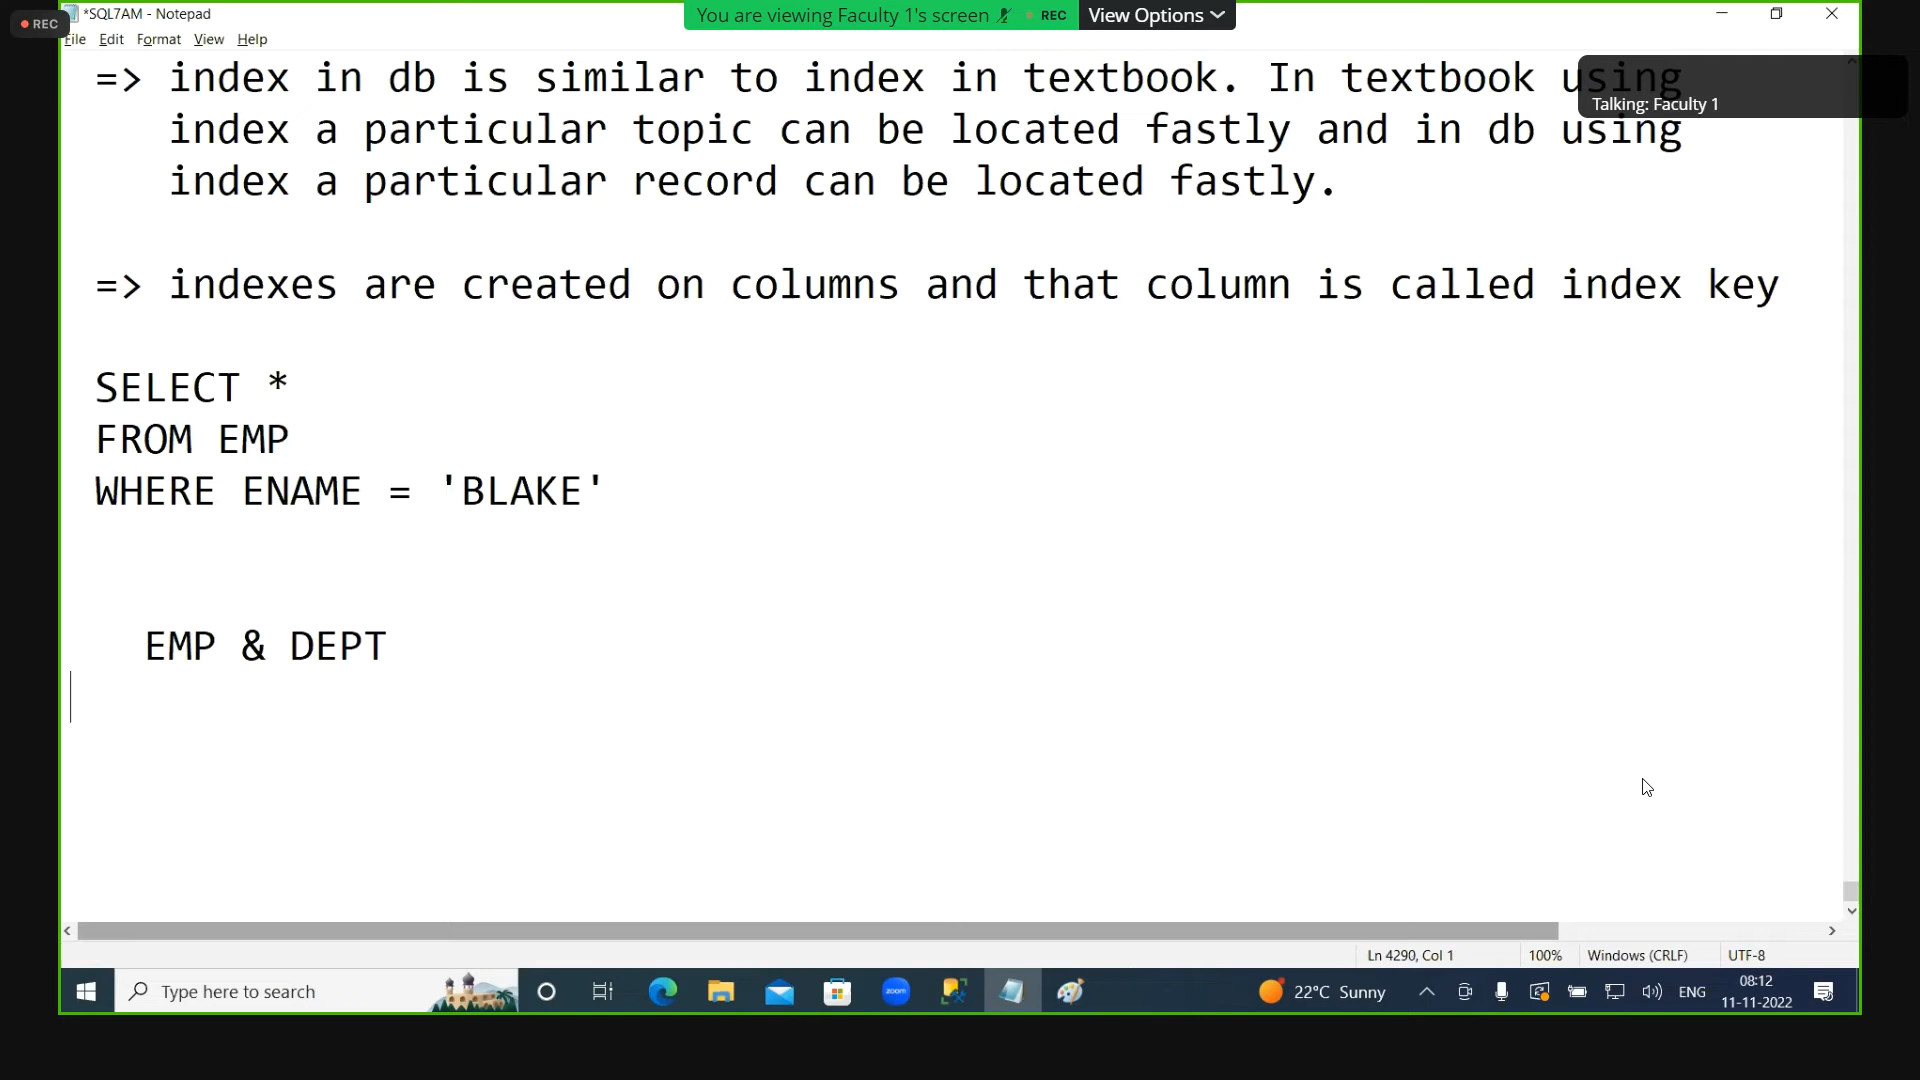 REC
*SQL7AM - Notepad
You are viewing Faculty 1's screen
REC
View Options
File Edit Format View Help
=> index in db is similar to index in textbook. In textbook using
Talking: Faculty 1
index a particular topic can be located fastly and in db using
index a particular record can be located fastly.
=> indexes are created on columns and that column is called index key
SELECT *
FROM EMP
WHERE ENAME = 'BLAKE'
EMP & DEPT
Ln 4290, Col 1
100%
Windows (CRLF)
UTF-8
Type here to search
zoom
22°C Sunny
ENG
08:12
11-11-2022